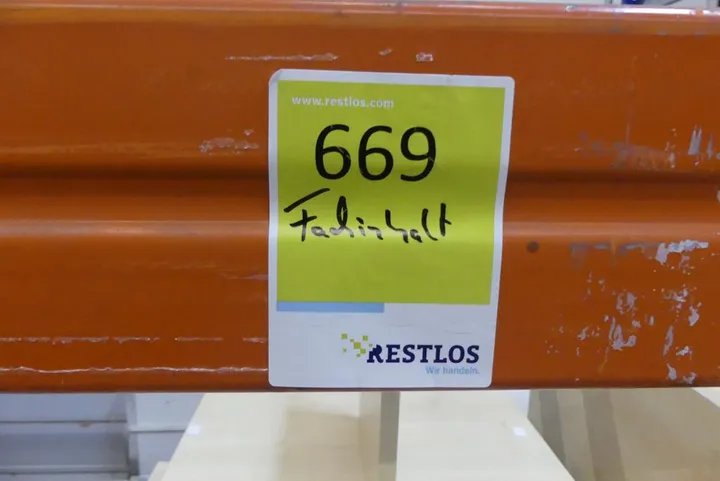 www.restlos.com
669
Fachinhalt
RESTLOS
Wir handeln.